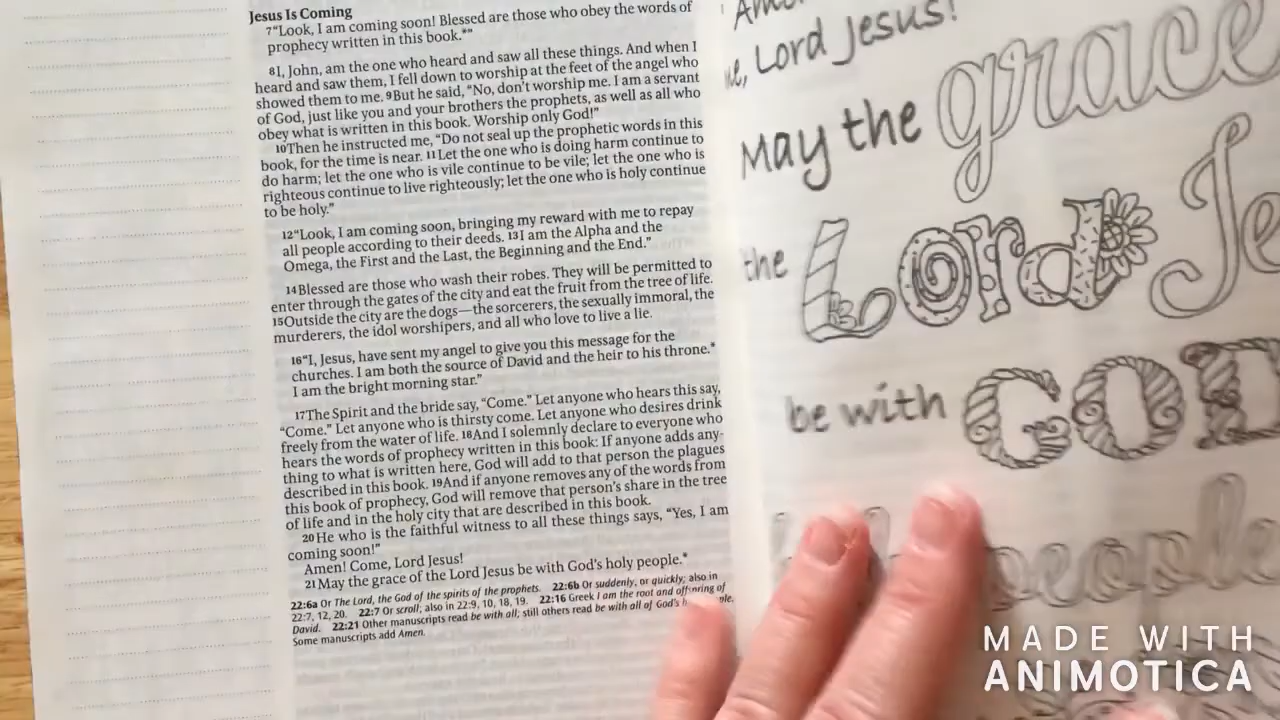 Jesus Is Coming
7“Look, I am coming soon! Blessed are those who obey the words of
prophecy written in this book.*”
8I, John, am the one who heard and saw all these things. And when I
heard and saw them, I fell down to worship at the feet of the angel who
showed them to me. 9But he said, “No, don’t worship me. I am a servant
of God, just like you and your brothers the prophets, as well as all who
obey what is written in this book. Worship only God!”
10Then he instructed me, “Do not seal up the prophetic words in this
book, for the time is near. 11Let the one who is doing harm continue to
do harm; let the one who is vile continue to be vile; let the one who is
righteous continue to live righteously; let the one who is holy continue
to be holy.”
12“Look, I am coming soon, bringing my reward with me to repay
all people according to their deeds. 13I am the Alpha and the
Omega, the First and the Last, the Beginning and the End.”
14Blessed are those who wash their robes. They will be permitted to
enter through the gates of the city and eat the fruit from the tree of life.
15Outside the city are the dogs—the sorcerers, the sexually immoral, the
murderers, the idol worshipers, and all who love to live a lie.
16“I, Jesus, have sent my angel to give you this message for the
churches. I am both the source of David and the heir to his throne.*
I am the bright morning star.”
17The Spirit and the bride say, “Come.” Let anyone who hears this say,
“Come.” Let anyone who is thirsty come. Let anyone who desires drink
freely from the water of life. 18And I solemnly declare to everyone who
hears the words of prophecy written in this book: If anyone adds any-
thing to what is written here, God will add to that person the plagues
described in this book. 19And if anyone removes any of the words from
this book of prophecy, God will remove that person’s share in the tree
of life and in the holy city that are described in this book.
20He who is the faithful witness to all these things says, “Yes, I am
coming soon!”
Amen! Come, Lord Jesus!
21May the grace of the Lord Jesus be with God’s holy people.*
22:6a Or The Lord, the God of the spirits of the prophets. 22:6b Or suddenly, or quickly; also in
22:7, 12, 20. 22:7 Or scroll; also in 22:9, 10, 18, 19. 22:16 Greek I am the root and offspring of
David. 22:21 Other manuscripts read be with all; still others read be with all of God’s
Some manuscripts add Amen.
Lord Jesus!
May the grace
the Lord Je
be with GOD
people
MADE WITH
ANIMOTICA